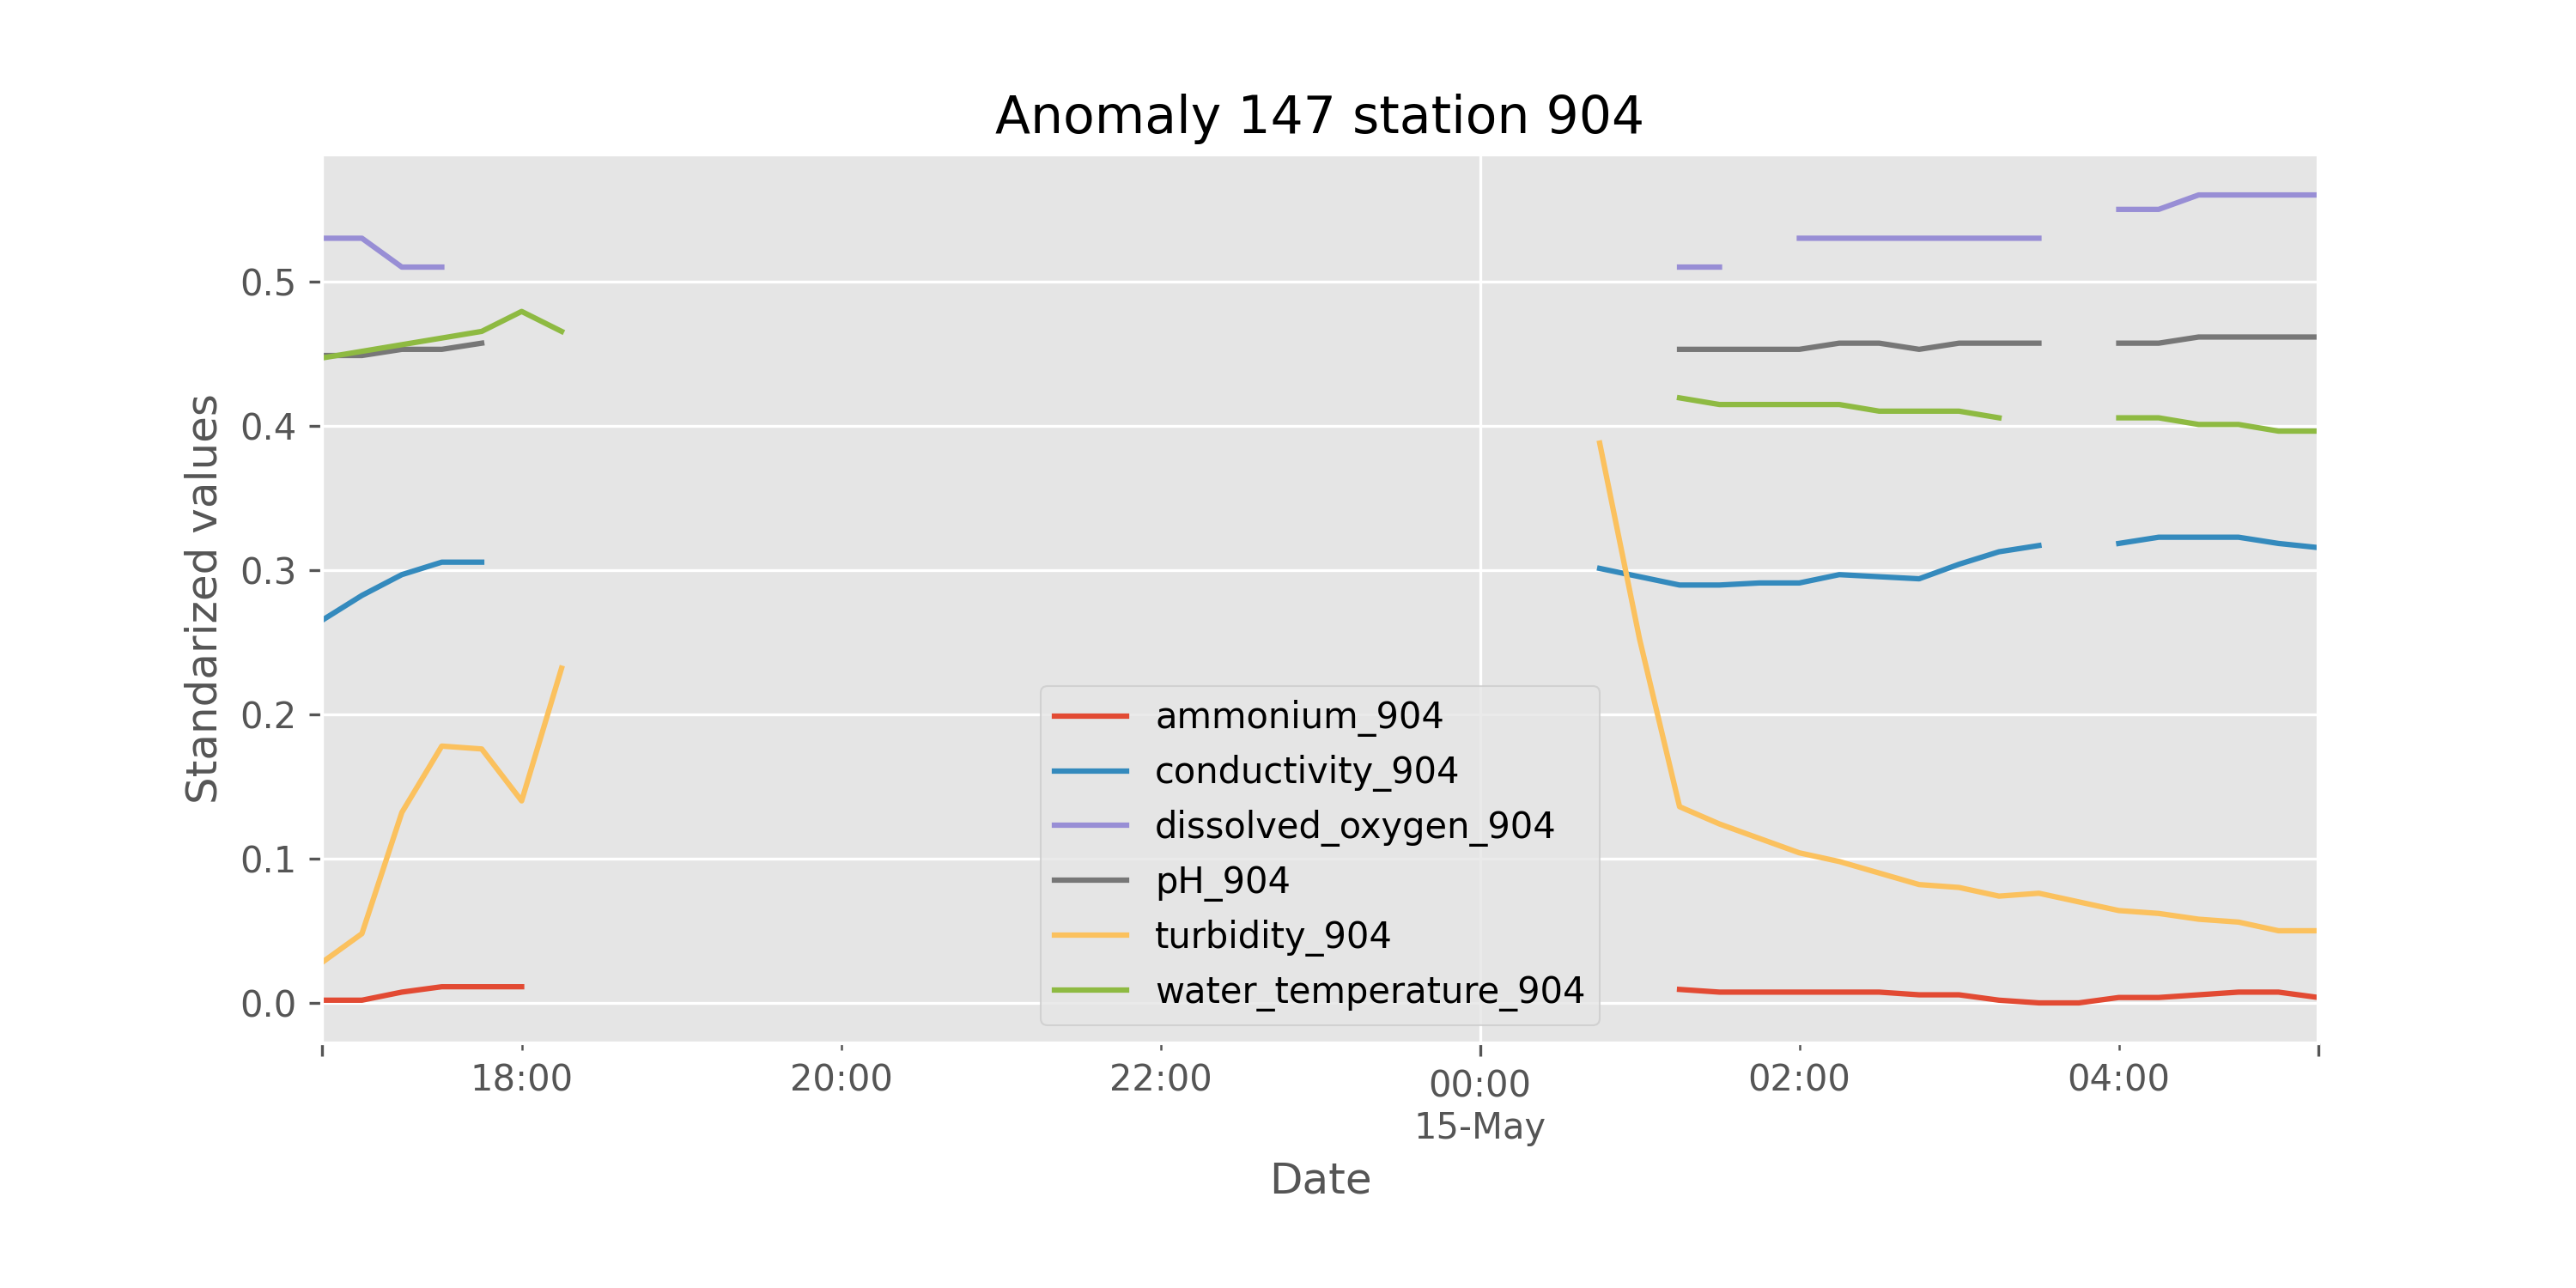 Anomaly 147 station 904
Standarized values
0.5
0.4
0.3
0.2
0.1
0.0
ammonium_904
conductivity_904
dissolved_oxygen_904
pH_904
turbidity_904
water_temperature_904
18:00
20:00
22:00
00:00
15-May
02:00
04:00
Date